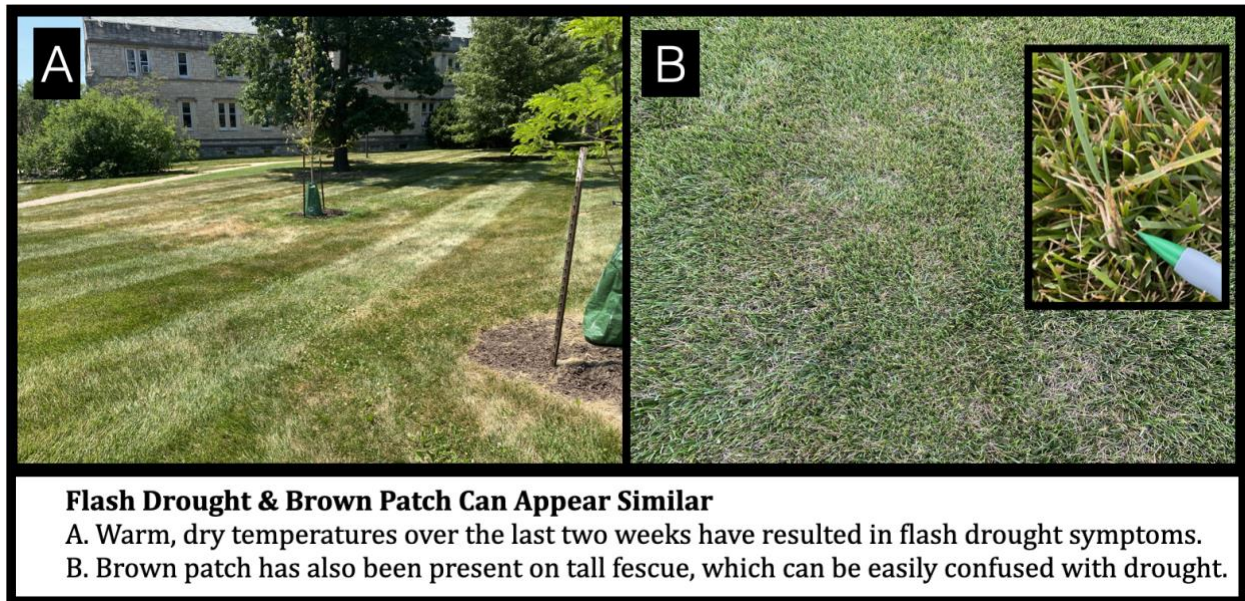 A
B
Flash Drought & Brown Patch Can Appear Similar
A. Warm, dry temperatures over the last two weeks have resulted in flash drought symptoms.
B. Brown patch has also been present on tall fescue, which can be easily confused with drought.